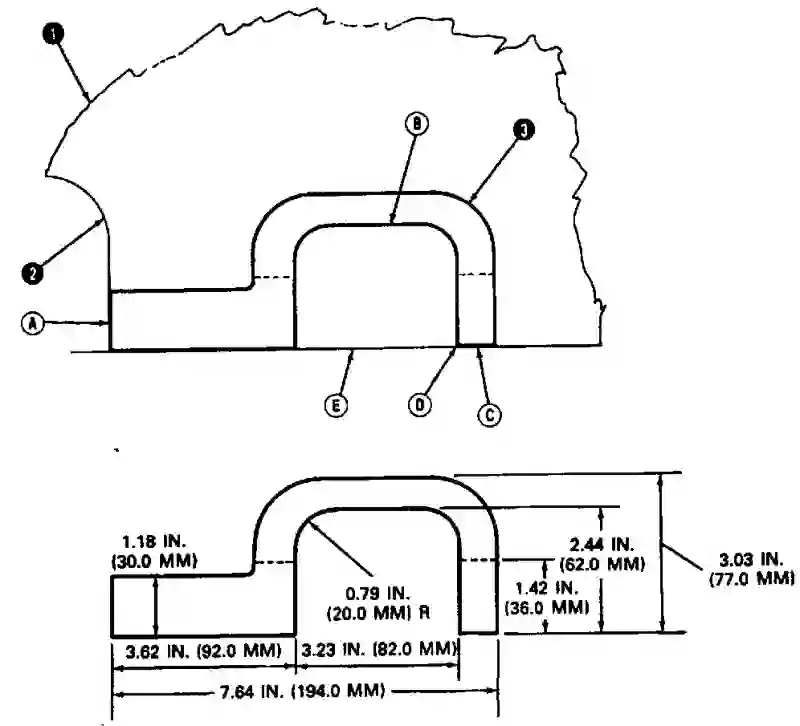 1
B
3
2
A
E
D
C
1.18 IN.
(30.0 MM)
2.44 IN.
(62.0 MM)
3.03 IN.
(77.0 MM)
0.79 IN.
(20.0 MM) R
1.42 IN.
(36.0 MM)
3.62 IN. (92.0 MM)
3.23 IN. (82.0 MM)
7.64 IN. (194.0 MM)